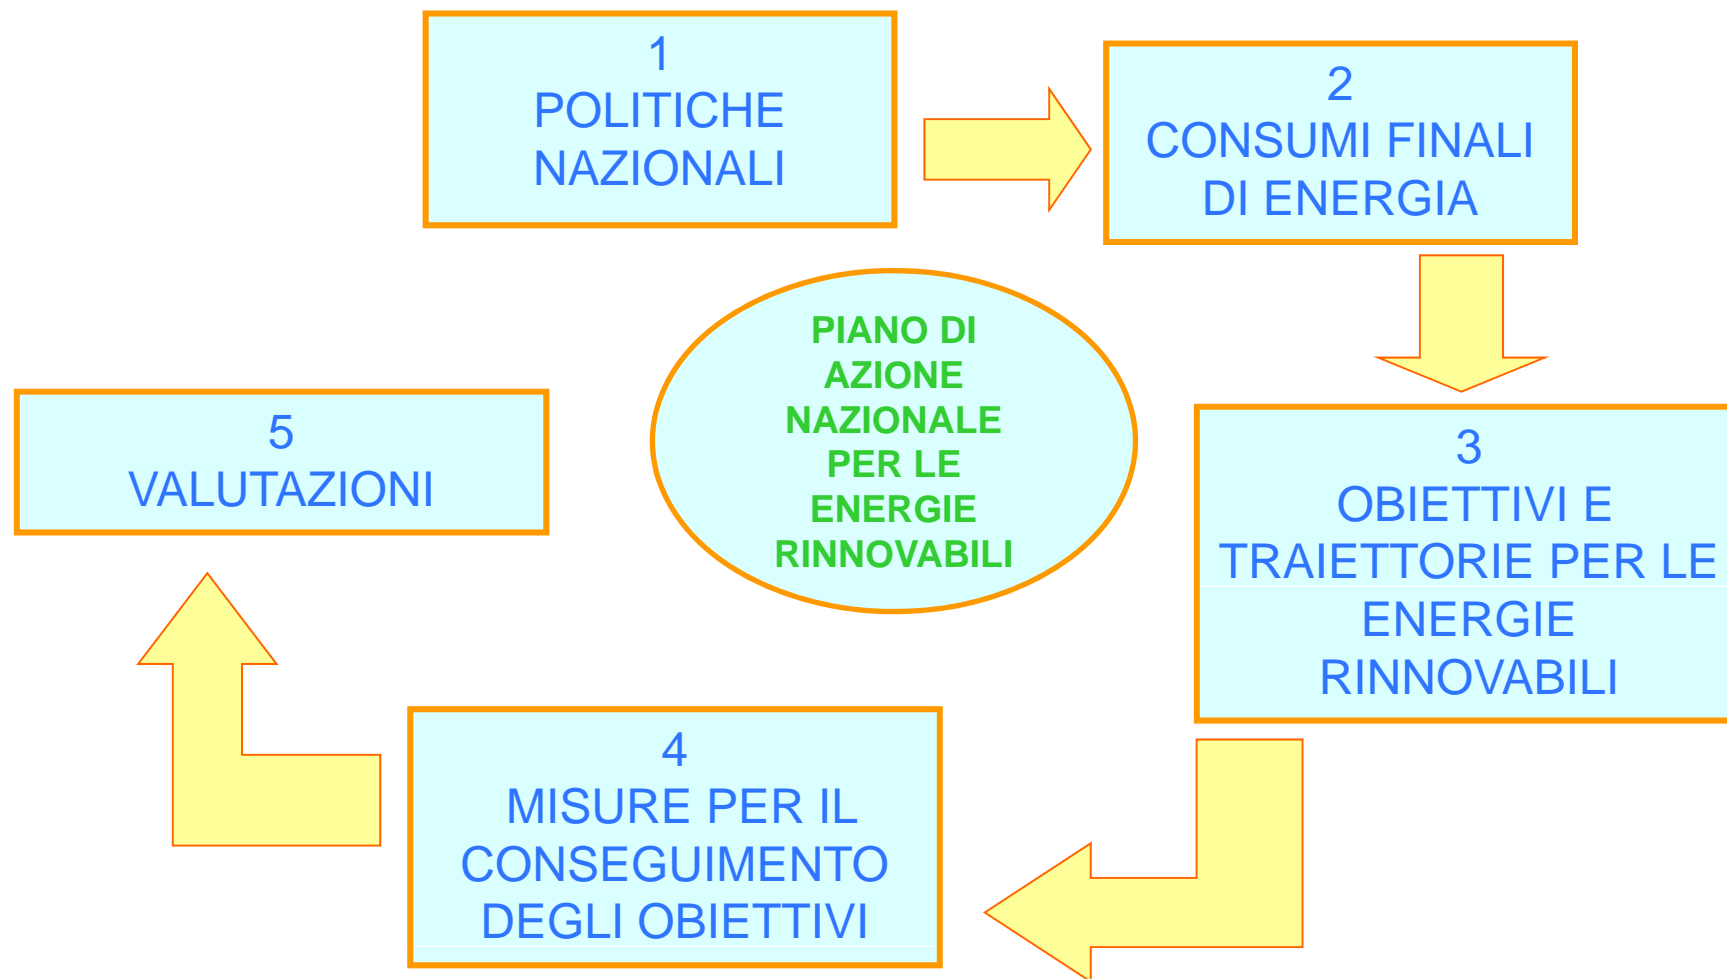 1
POLITICHE
NAZIONALI
2
CONSUMI FINALI
DI ENERGIA
PIANO DI
AZIONE
NAZIONALE
PER LE
ENERGIE
RINNOVABILI
3
OBIETTIVI E
TRAIETTORIE PER LE
ENERGIE
RINNOVABILI
4
MISURE PER IL
CONSEGUIMENTO
DEGLI OBIETTIVI
5
VALUTAZIONI